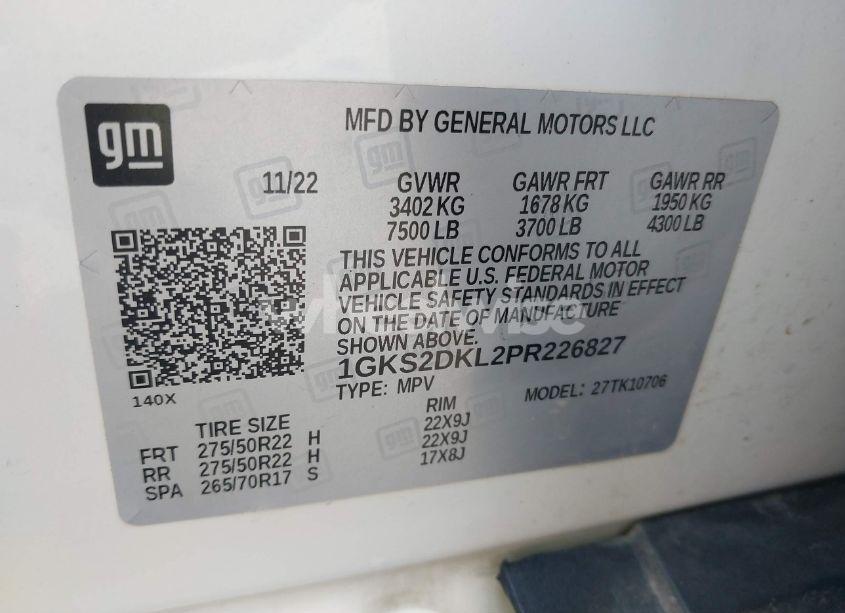 gm
MFD BY GENERAL MOTORS LLC
11/22 GVWR GAWR FRT GAWR RR
3402 KG 1678 KG 1950 KG
7500 LB 3700 LB 4300 LB
THIS VEHICLE CONFORMS TO ALL
APPLICABLE U.S. FEDERAL MOTOR
VEHICLE SAFETY STANDARDS IN EFFECT
ON THE DATE OF MANUFACTURE
SHOWN ABOVE.
1GKS2DKL2PR226827
TYPE: MPV MODEL: 27TK10706
140X
TIRE SIZE RIM
FRT 275/50R22 H 22X9J
RR 275/50R22 H 22X9J
SPA 265/70R17 S 17X8J